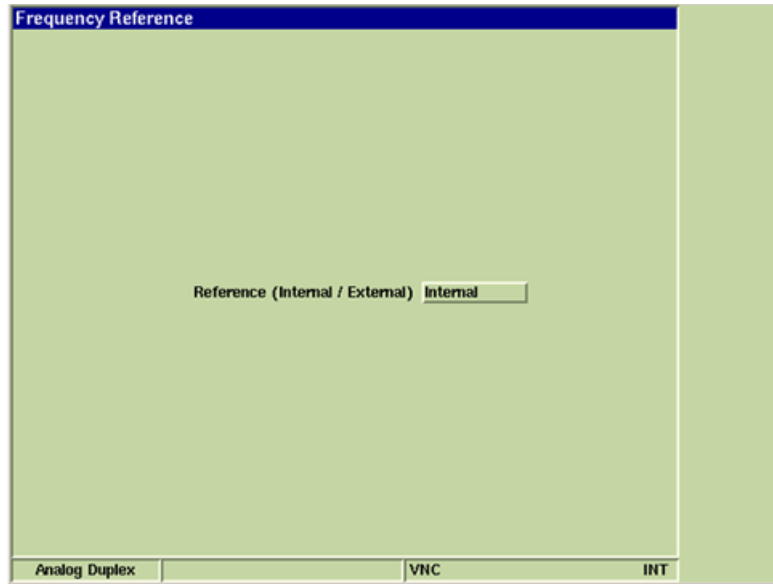 Frequency Reference
Reference (Internal / External) Internal
Analog Duplex VNC INT